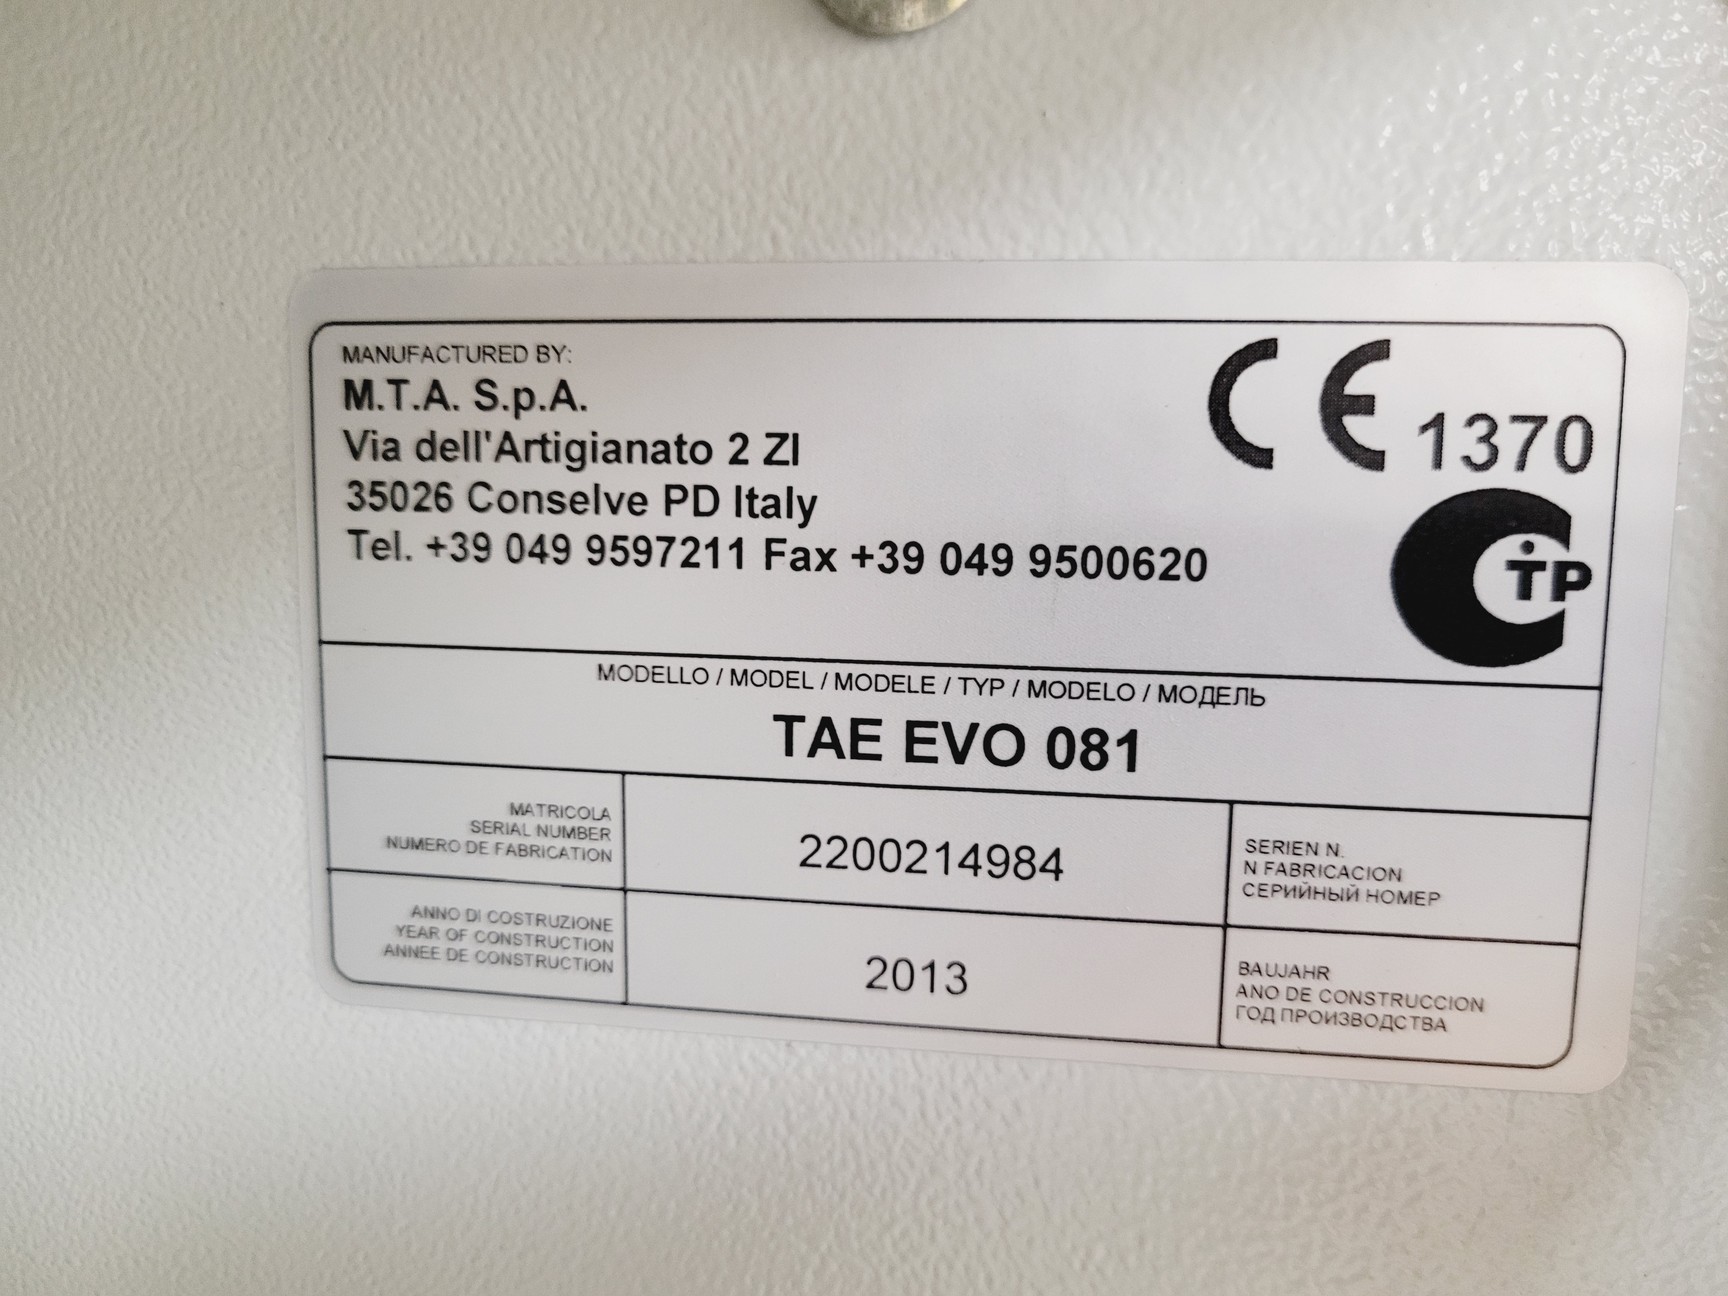 MANUFACTURED BY:
M.T.A. S.p.A.
Via dell'Artigianato 2 ZI
35026 Conselve PD Italy
Tel. +39 049 9597211 Fax +39 049 9500620
CE 1370
TP
MODELLO / MODEL / MODELE / TYP / MODELO / МОДЕЛЬ
TAE EVO 081
MATRICOLA
SERIAL NUMBER
NUMERO DE FABRICATION
2200214984
SERIEN N.
N FABRICACION
СЕРИЙНЫЙ НОМЕР
ANNO DI COSTRUZIONE
YEAR OF CONSTRUCTION
ANNEE DE CONSTRUCTION
2013
BAUJAHR
ANO DE CONSTRUCCION
ГОД ПРОИЗВОДСТВА